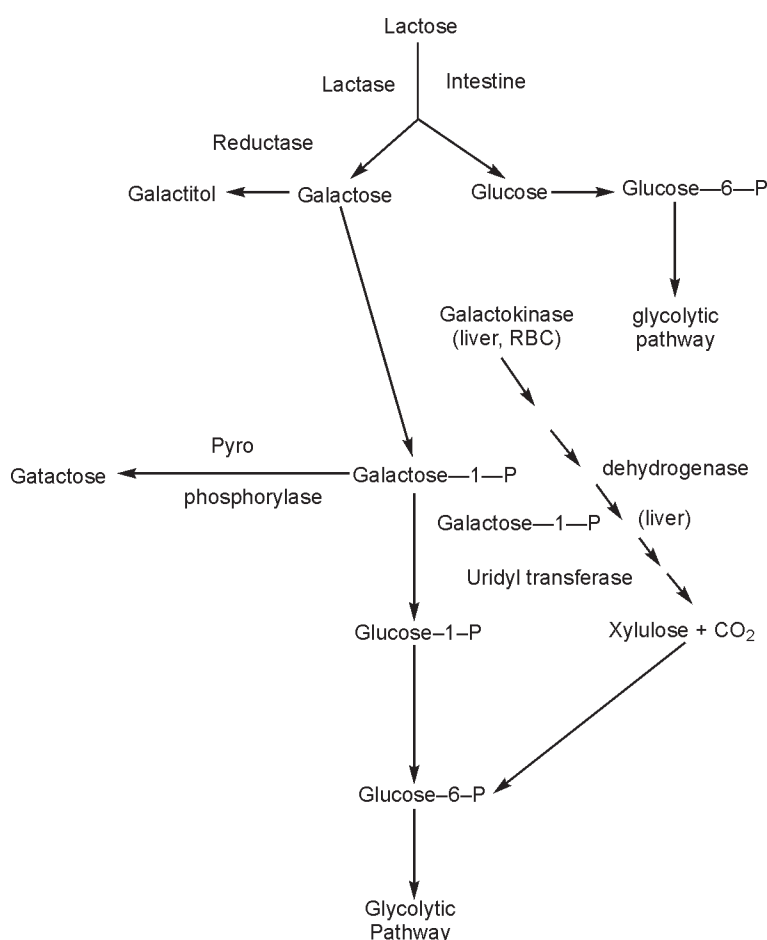 Lactose
Lactase
Intestine
Reductase
Galactitol
Galactose
Glucose
Glucose—6—P
Galactokinase
(liver, RBC)
glycolytic
pathway
Pyro
Gatactose
phosphorylase
Galactose—1—P
dehydrogenase
Galactose—1—P
(liver)
Uridyl transferase
Glucose–1–P
Xylulose + CO₂
Glucose–6–P
Glycolytic
Pathway